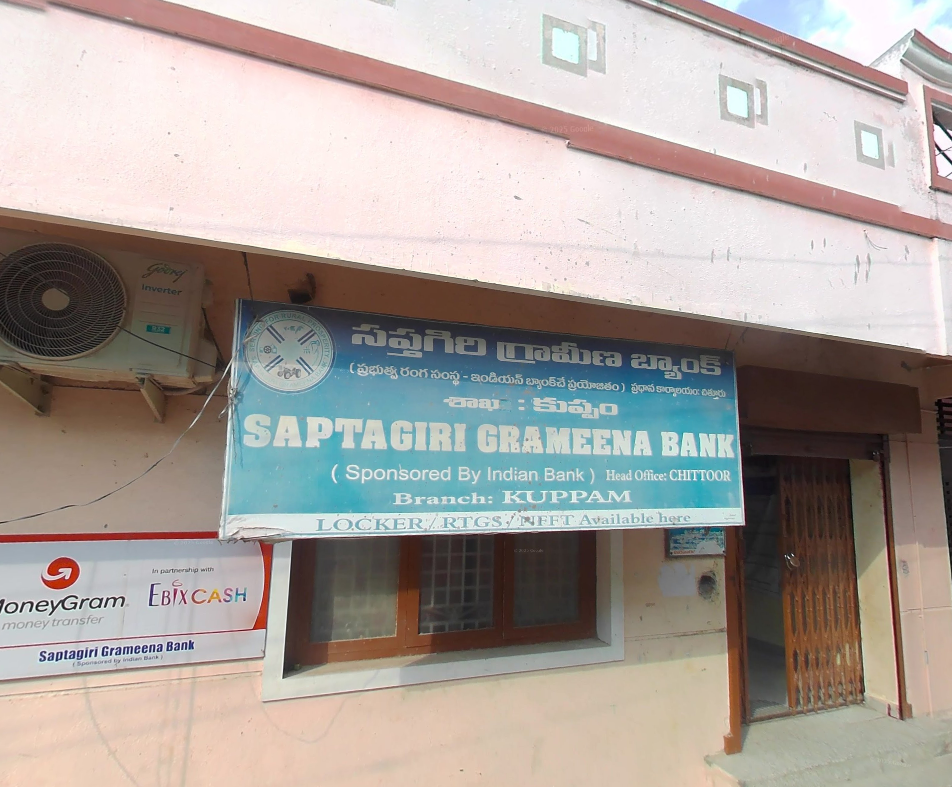 Godrej
Inverter
R32
సప్తగిరి గ్రామీణ బ్యాంక్
( ప్రభుత్వ రంగ సంస్థ - ఇండియన్ బ్యాంక్‌చే ప్రయోజితం ) ప్రధాన కార్యాలయం: చిత్తూరు
శాఖ : కుప్పం
SAPTAGIRI GRAMEENA BANK
( Sponsored By Indian Bank ) Head Office: CHITTOOR
Branch: KUPPAM
LOCKER / RTGS / NEFT Available here
In partnership with
MoneyGram. EBIXCASH
money transfer
Saptagiri Grameena Bank
( Sponsored by Indian Bank )